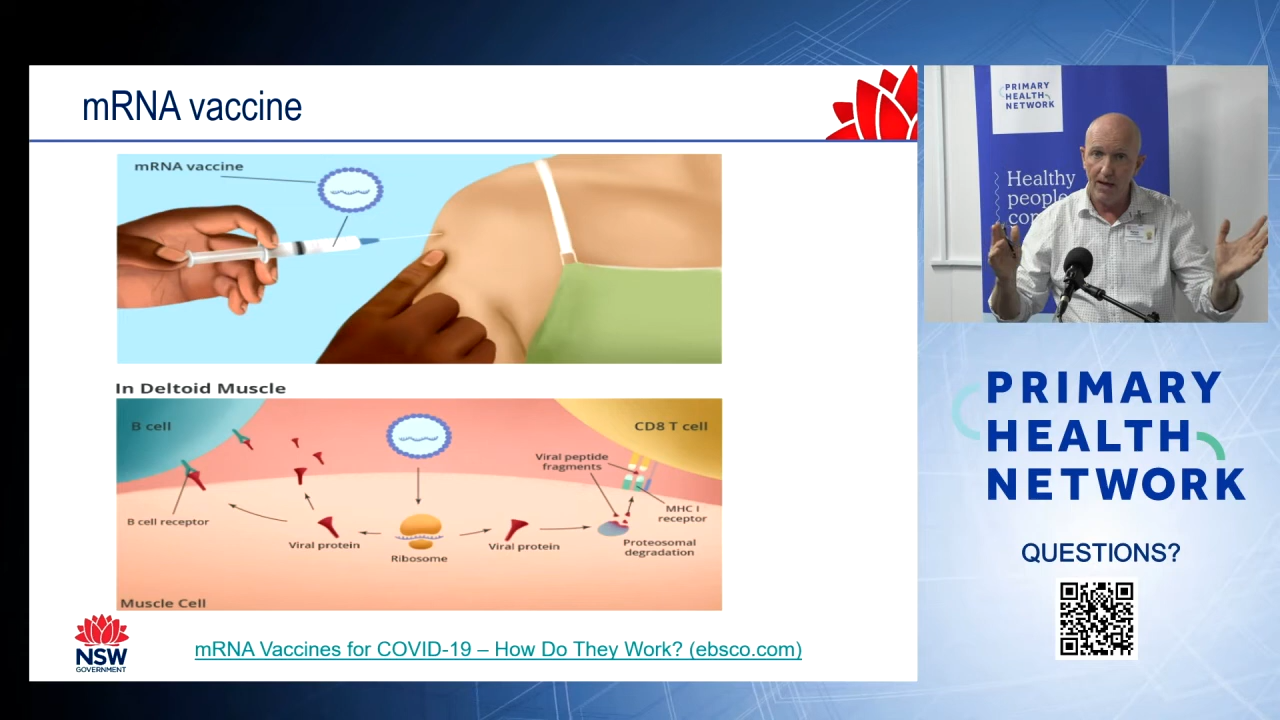 mRNA vaccine
mRNA vaccine
In Deltoid Muscle
B cell
CD8 T cell
Viral peptide
fragments
B cell receptor
MHC I
receptor
Viral protein
Ribosome
Viral protein
Proteosomal
degradation
Muscle Cell
NSW
GOVERNMENT
mRNA Vaccines for COVID-19 – How Do They Work? (ebsco.com)
PRIMARY
HEALTH
NETWORK
Healthy
people
PRIMARY
HEALTH
NETWORK
QUESTIONS?